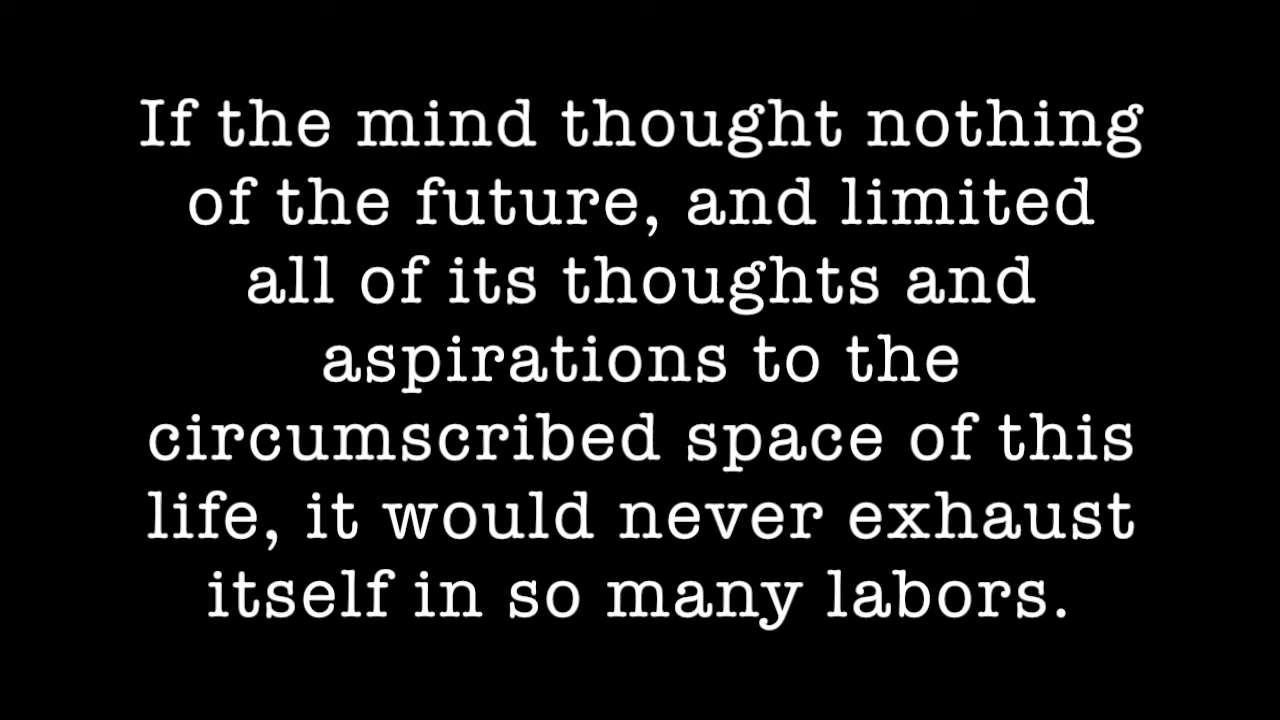 If the mind thought nothing
of the future, and limited
all of its thoughts and
aspirations to the
circumscribed space of this
life, it would never exhaust
itself in so many labors.